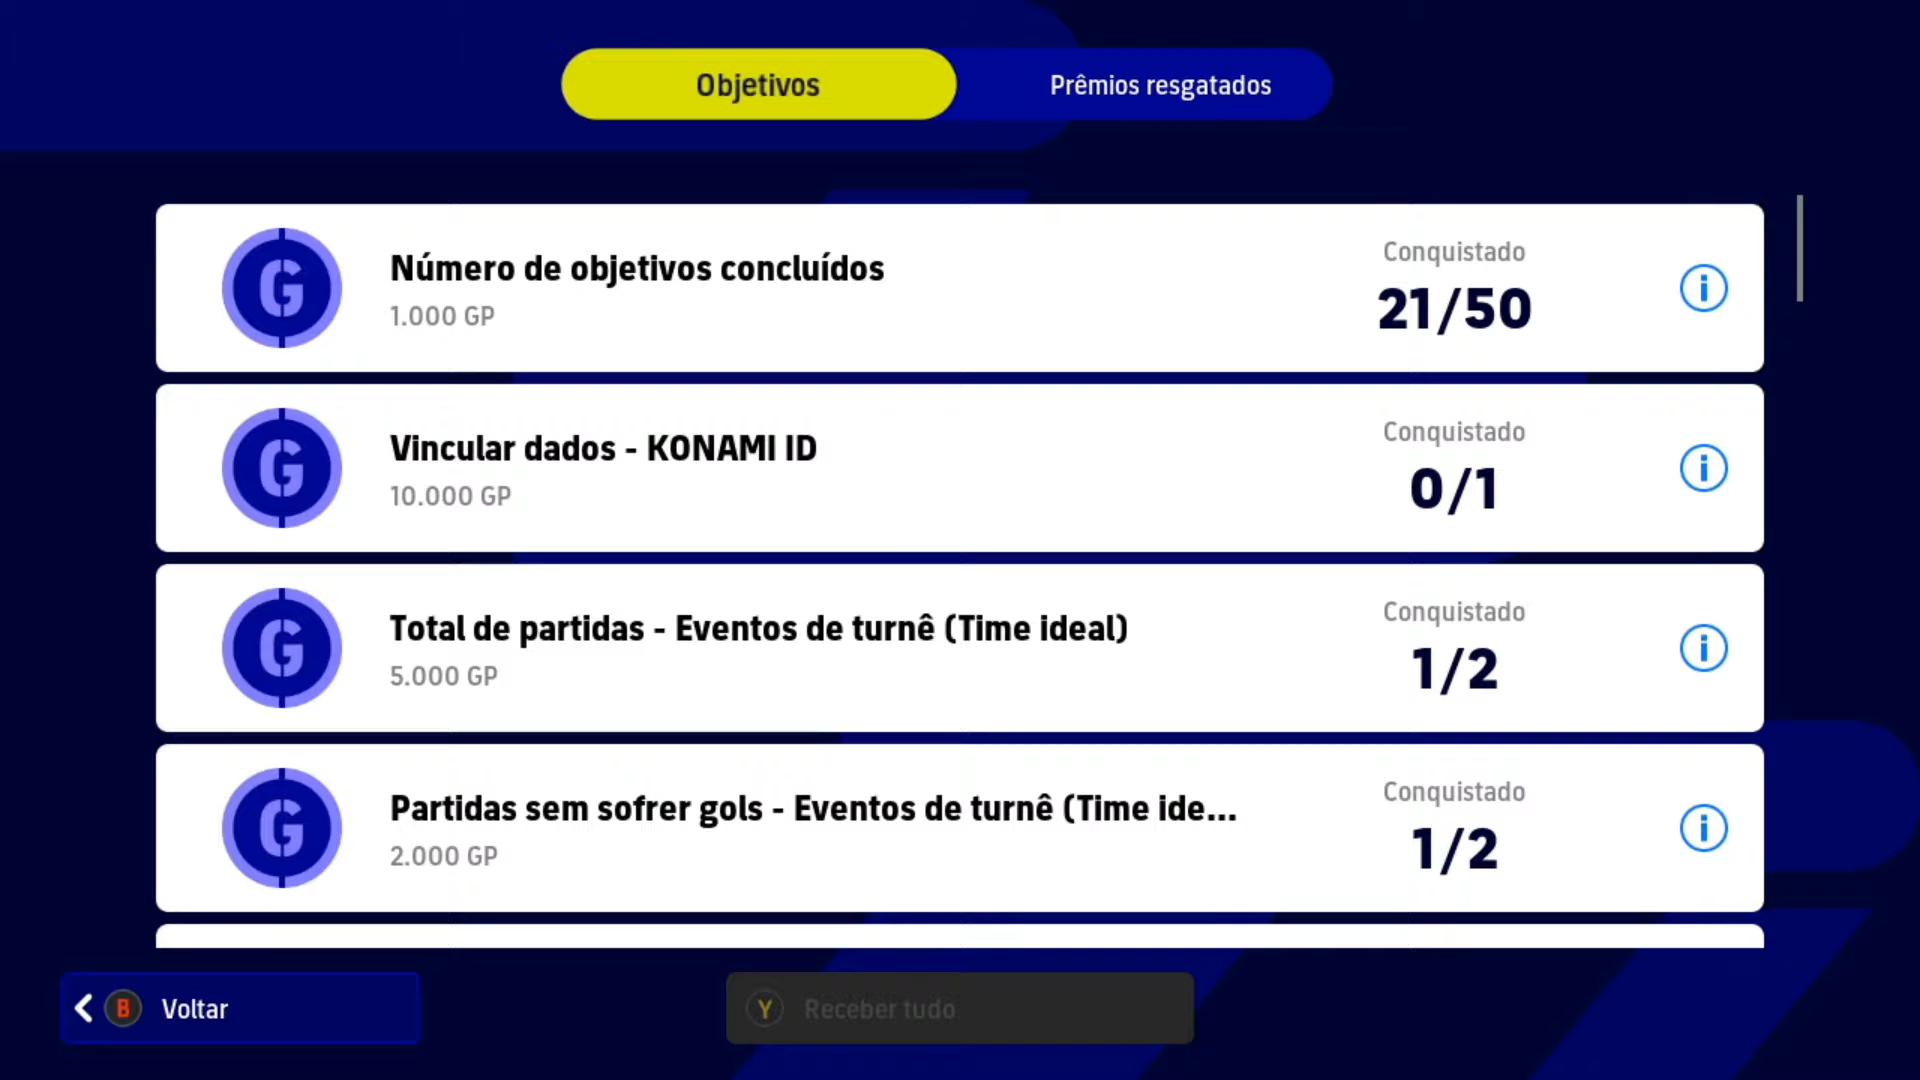 Objetivos
Prêmios resgatados
G
Número de objetivos concluídos
1.000 GP
Conquistado
21/50
i
G
Vincular dados - KONAMI ID
10.000 GP
Conquistado
0/1
i
G
Total de partidas - Eventos de turnê (Time ideal)
5.000 GP
Conquistado
1/2
i
G
Partidas sem sofrer gols - Eventos de turnê (Time ide...
2.000 GP
Conquistado
1/2
i
B Voltar
Y Receber tudo